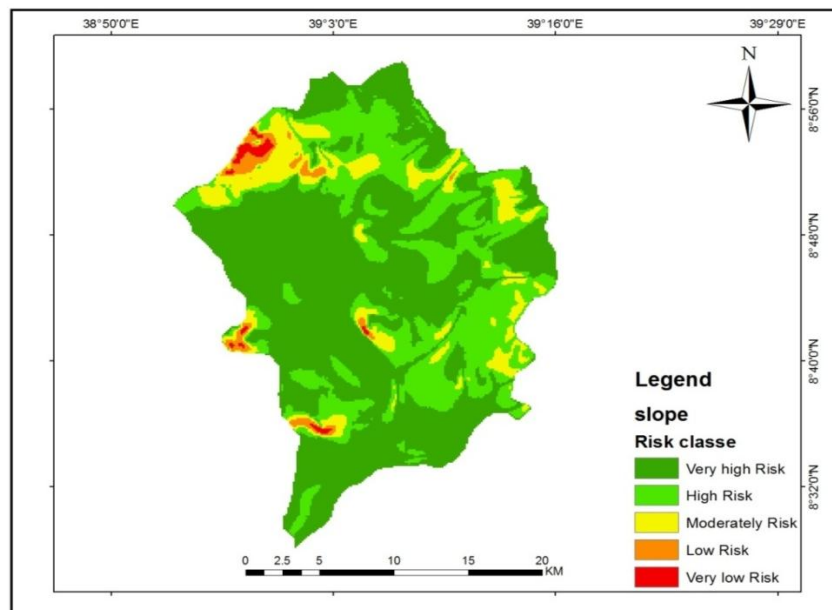 38°50'0"E 39°3'0"E 39°16'0"E 39°29'0"E
N
8°56'0"N
8°48'0"N
8°40'0"N
8°32'0"N
Legend
slope
Risk classe
Very high Risk
High Risk
Moderately Risk
Low Risk
Very low Risk
0 2.5 5 10 15 20
KM